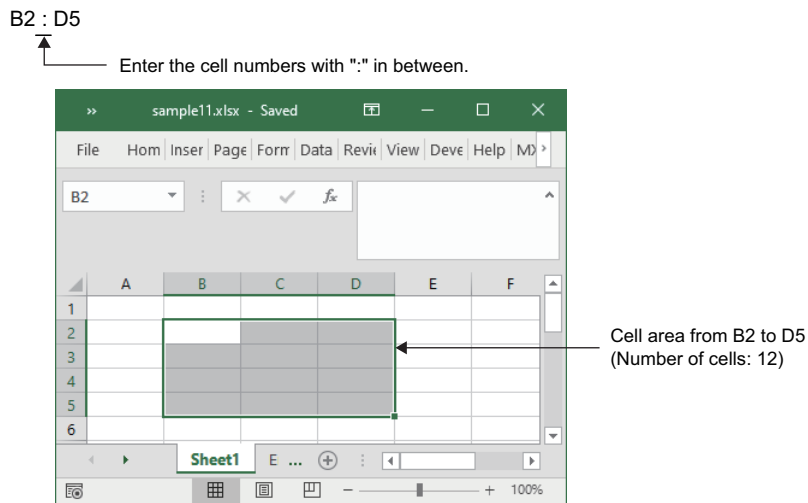 B2 : D5
Enter the cell numbers with ":" in between.
» sample11.xlsx - Saved
File Hom Inser Page Form Data Revie View Deve Help MX >
B2 fx
A B C D E F
1
2
3
4
5
6
Cell area from B2 to D5
(Number of cells: 12)
Sheet1 E ...
100%